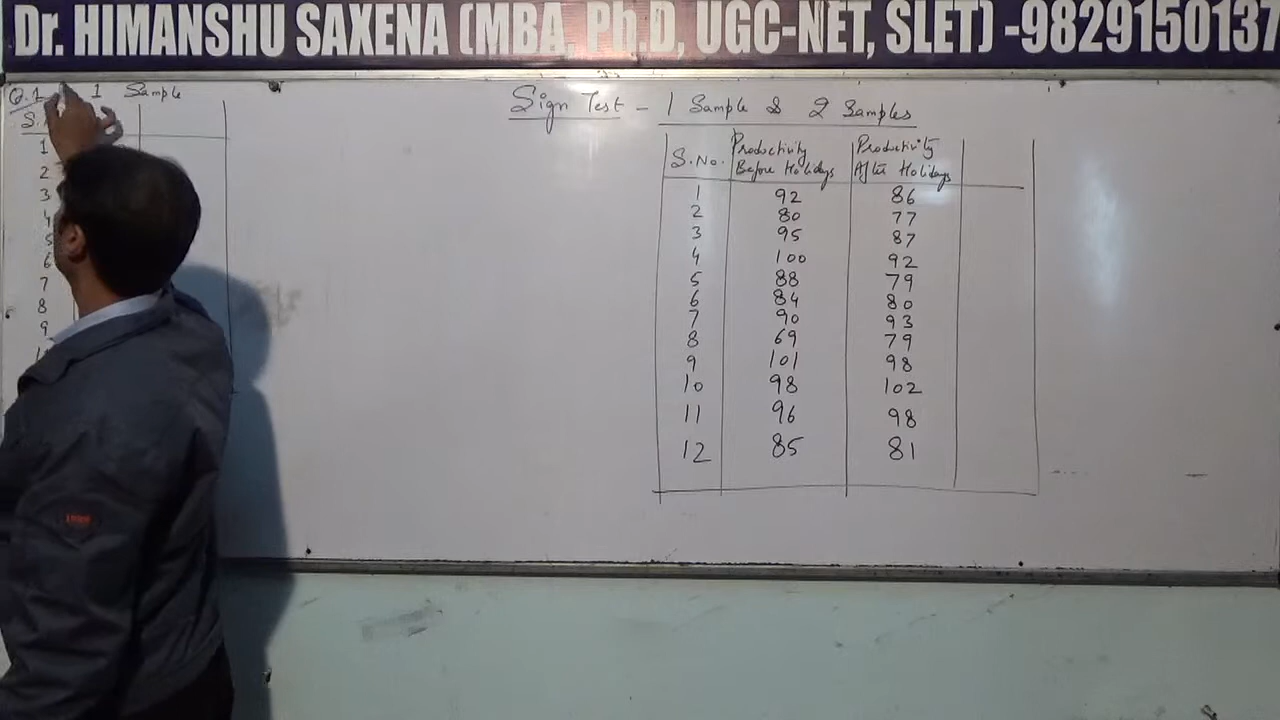 Dr. HIMANSHU SAXENA (MBA, Ph.D, UGC-NET, SLET) -9829150137
Q.1 1 Sample
1
2
3
4
5
6
7
8
9
Sign Test - 1 Sample & 2 Samples
S.No. Productivity Before Holidays Productivity After Holidays
1 92 86
2 80 77
3 95 87
4 100 92
5 88 79
6 84 80
7 90 93
8 69 79
9 101 98
10 98 102
11 96 98
12 85 81